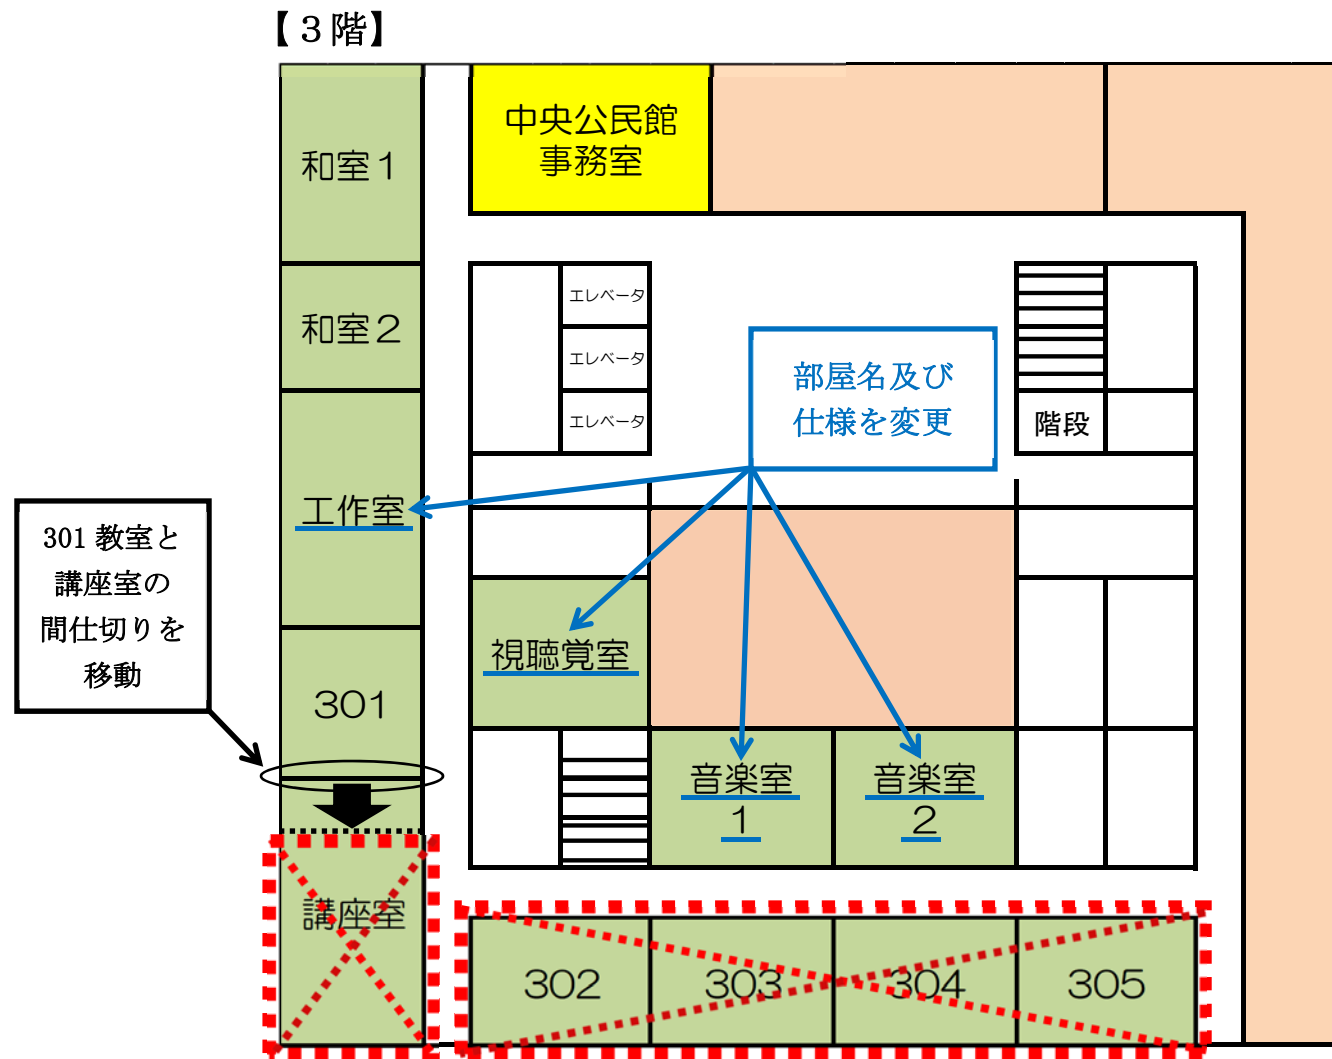 【３階】
中央公民館
事務室
和室１
和室２
エレベータ
エレベータ
エレベータ
部屋名及び
仕様を変更
階段
工作室
301 教室と
講座室の
間仕切りを
移動
視聴覚室
301
音楽室
１
音楽室
２
講座室
302
303
304
305